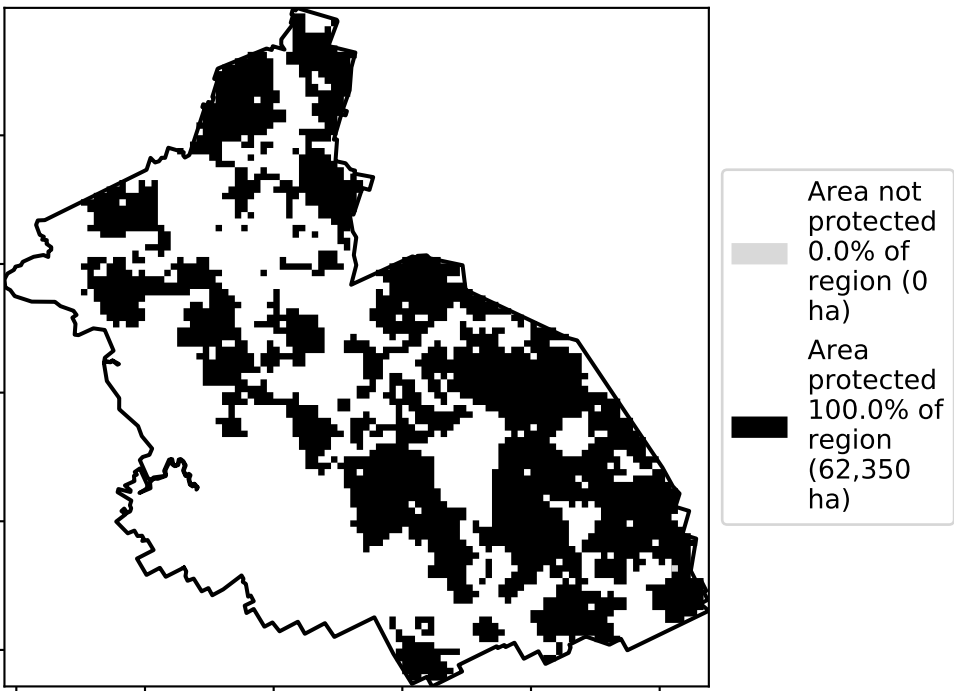 Area not
protected
0.0% of
region (0
ha)
Area
protected
100.0% of
region
(62,350
ha)